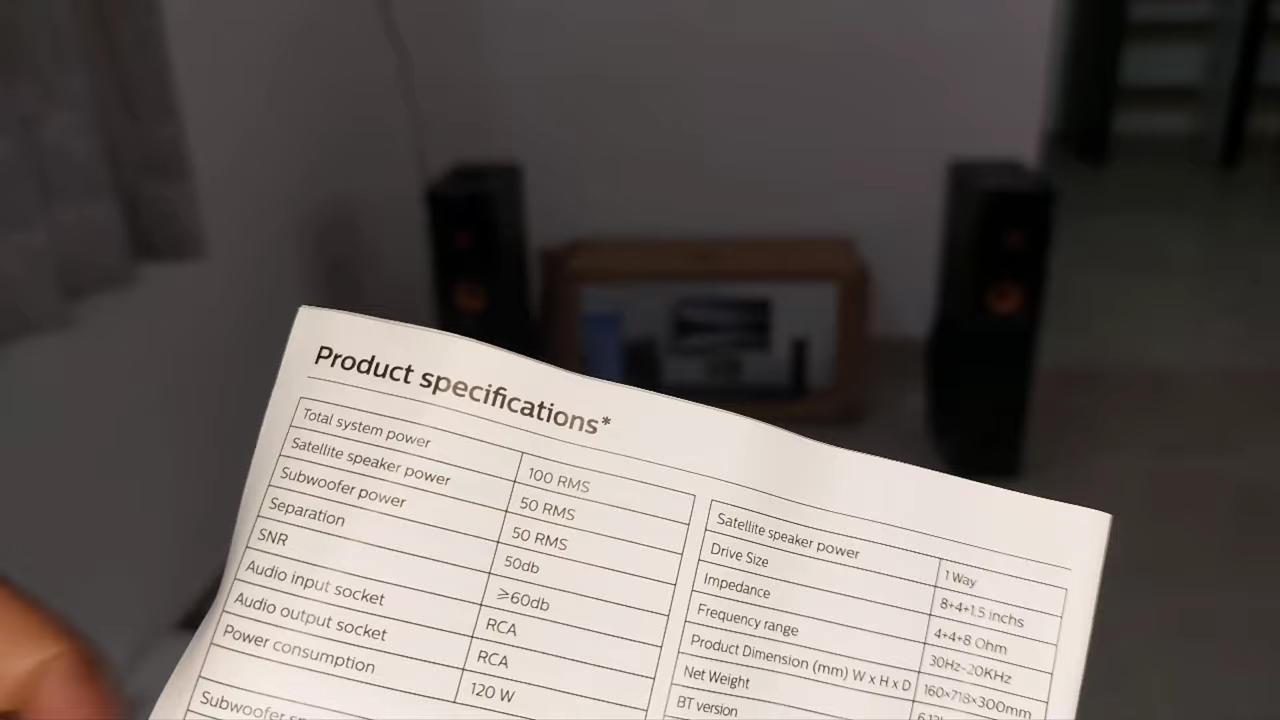 Product specifications*
Total system power 100 RMS
Satellite speaker power 50 RMS
Subwoofer power 50 RMS
Separation 50db
SNR ≥60db
Audio input socket RCA
Audio output socket RCA
Power consumption 120 W
Subwoofer
Satellite speaker power 1 Way
Drive Size 8+4+1.5 inchs
Impedance 4+4+8 Ohm
Frequency range 30Hz~20KHz
Product Dimension (mm) W x H x D 160×718×300mm
Net Weight
BT version